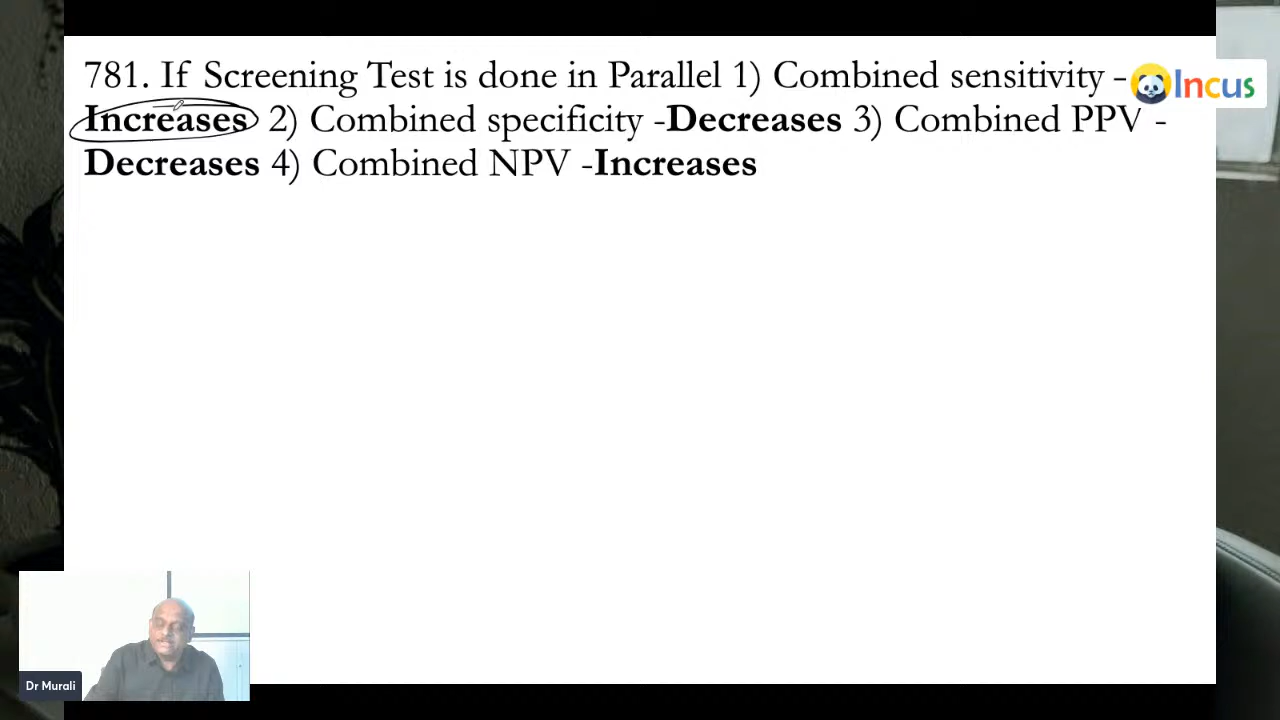 781. If Screening Test is done in Parallel 1) Combined sensitivity -
Increases 2) Combined specificity -Decreases 3) Combined PPV -
Decreases 4) Combined NPV -Increases
Incus
Dr Murali